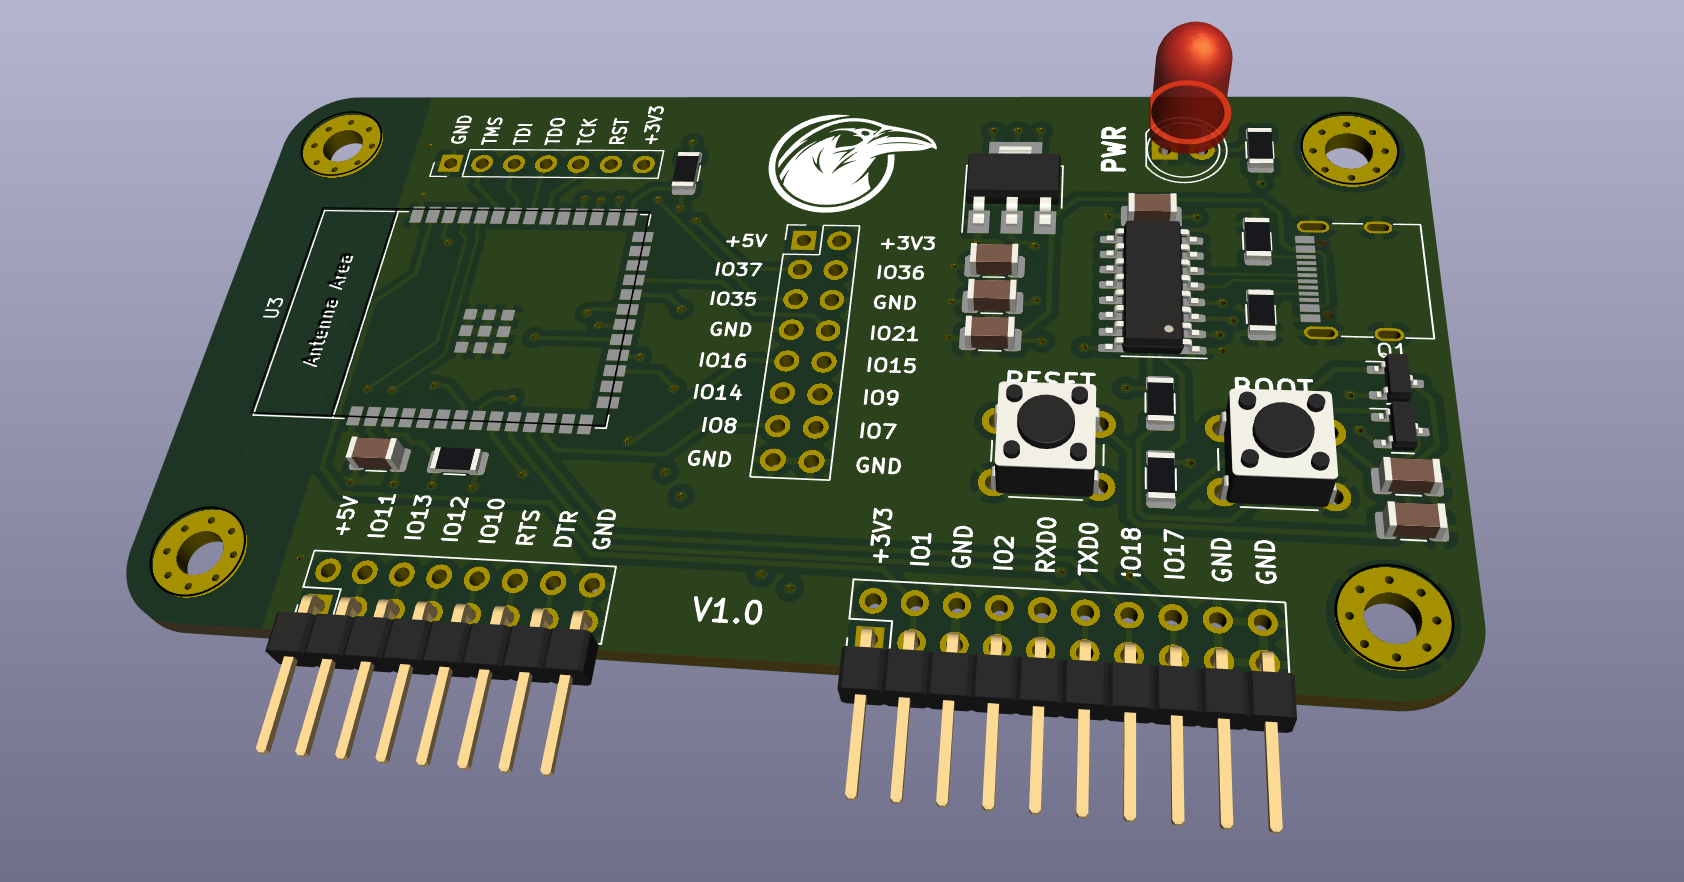 GND TMS TDI TDO TCK RST +3V3
PWR
U3
Antenna Area
+5V +3V3
IO37 IO36
IO35 GND
GND IO21
IO16 IO15
IO14 IO9
IO8 IO7
GND GND
Q1
RESET
BOOT
+5V IO11 IO13 IO12 IO10 RTS DTR GND
+3V3 IO1 GND IO2 RXD0 TXD0 IO18 IO17 GND GND
V1.0